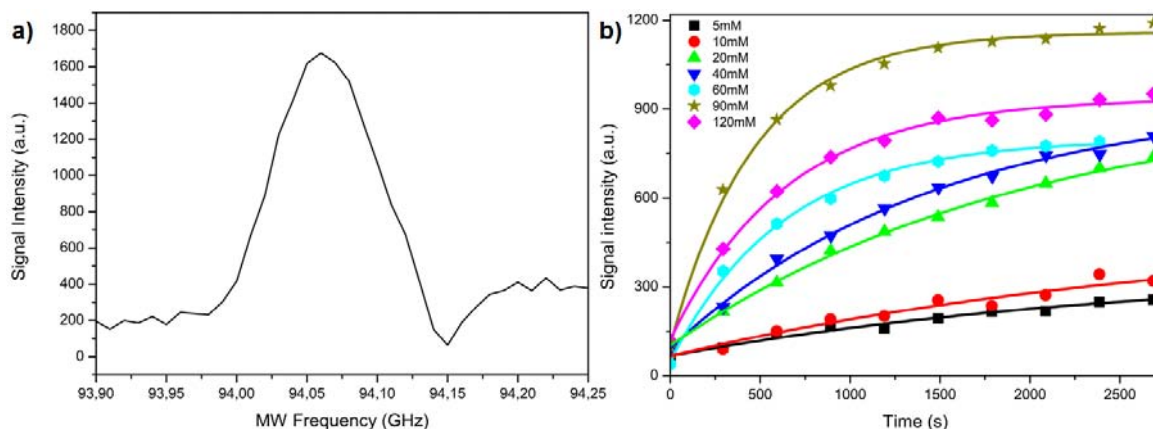 a)
1800
1600
1400
1200
1000
800
600
400
200
0
Signal Intensity (a.u.)
93,90 93,95 94,00 94,05 94,10 94,15 94,20 94,25
MW Frequency (GHz)
b)
1200
900
600
300
0
Signal intensity (a.u.)
5mM
10mM
20mM
40mM
60mM
90mM
120mM
0 500 1000 1500 2000 2500
Time (s)